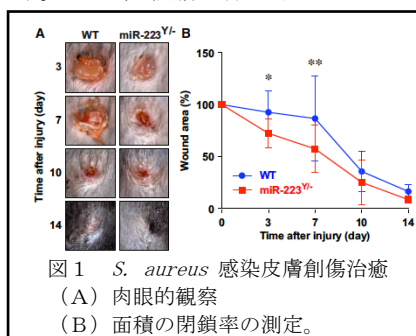 A
WT
miR-223Y/-
B
Time after injury (day)
3
7
10
14
Wound area (%)
150
100
50
0
*
**
WT
miR-223Y/-
0
3
7
10
14
Time after injury (day)
図1 S. aureus 感染皮膚創傷治癒
(A) 肉眼的観察
(B) 面積の閉鎖率の測定。